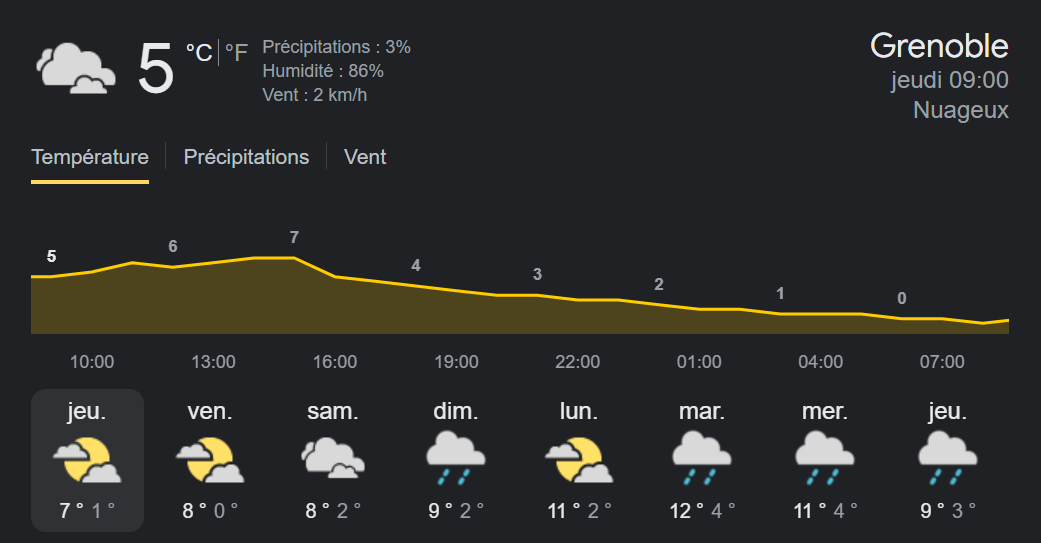 5 °C | °F
Précipitations : 3%
Humidité : 86%
Vent : 2 km/h
Grenoble
jeudi 09:00
Nuageux
Température | Précipitations | Vent
5 6 7 4 3 2 1 0
10:00 13:00 16:00 19:00 22:00 01:00 04:00 07:00
jeu. ven. sam. dim. lun. mar. mer. jeu.
7 ° 1 ° 8 ° 0 ° 8 ° 2 ° 9 ° 2 ° 11 ° 2 ° 12 ° 4 ° 11 ° 4 ° 9 ° 3 °